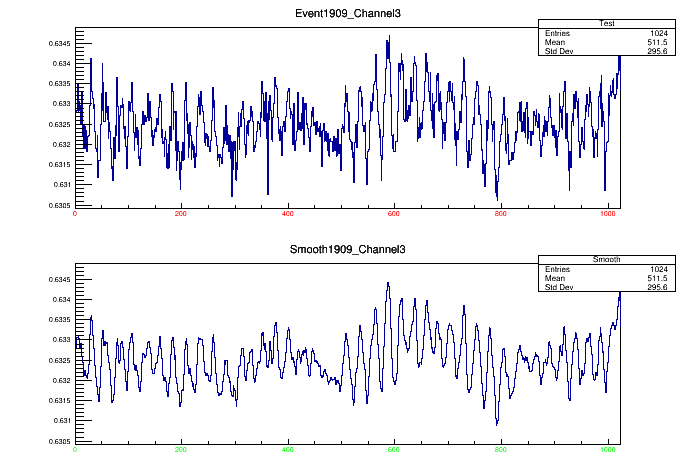 Event1909_Channel3
Test
Entries 1024
Mean 511.5
Std Dev 295.6
0.6345
0.634
0.6335
0.633
0.6325
0.632
0.6315
0.631
0.6305
0 200 400 600 800 1000
Smooth1909_Channel3
Smooth
Entries 1024
Mean 511.5
Std Dev 295.6
0.6345
0.634
0.6335
0.633
0.6325
0.632
0.6315
0.631
0.6305
0 200 400 600 800 1000